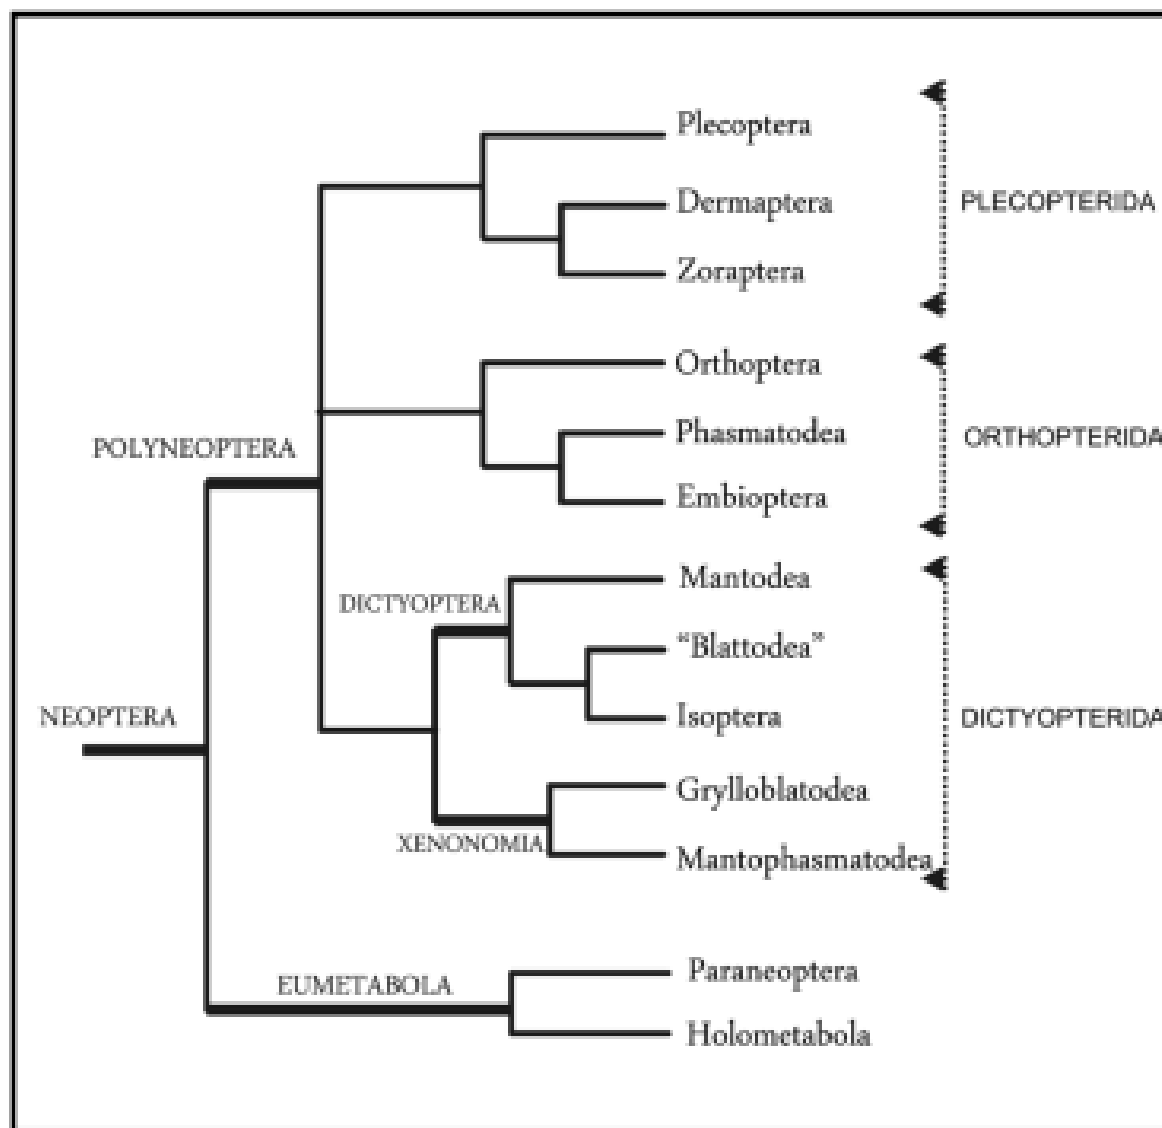 Plecoptera
Dermaptera
PLECOPTERIDA
Zoraptera
Orthoptera
Phasmatodea
ORTHOPTERIDA
POLYNEOPTERA
Embioptera
Mantodea
DICTYOPTERA
“Blattodea”
NEOPTERA
Isoptera
DICTYOPTERIDA
Grylloblatodea
XENONOMIA
Mantophasmatodea
Paraneoptera
EUMETABOLA
Holometabola